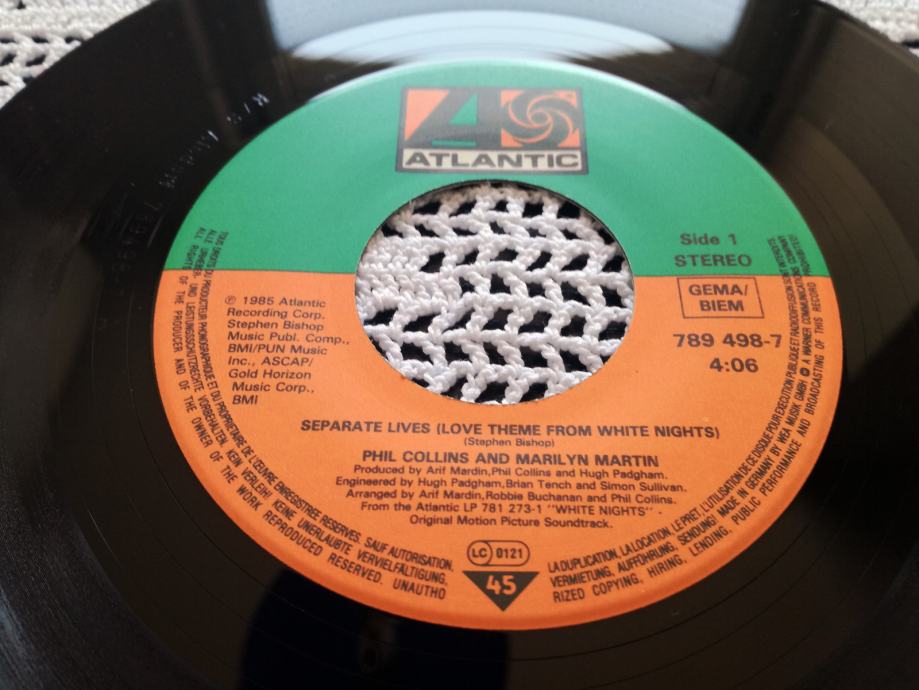 ATLANTIC
Side 1
STEREO
GEMA/
BIEM
789 498-7
4:06
℗ 1985 Atlantic
Recording Corp.
Stephen Bishop
Music Publ. Comp.,
BMI/PUN Music
Inc., ASCAP/
Gold Horizon
Music Corp.,
BMI
SEPARATE LIVES (LOVE THEME FROM WHITE NIGHTS)
(Stephen Bishop)
PHIL COLLINS AND MARILYN MARTIN
Produced by Arif Mardin,Phil Collins and Hugh Padgham.
Engineered by Hugh Padgham,Brian Tench and Simon Sullivan.
Arranged by Arif Mardin,Robbie Buchanan and Phil Collins.
From the Atlantic LP 781 273-1 "WHITE NIGHTS" -
Original Motion Picture Soundtrack.
LC 0121
45
TOUS DROITS DU PRODUCTEUR PHONOGRAPHIQUE ET DU PROPRIETAIRE DE L'ŒUVRE ENREGISTREE RESERVES. SAUF AUTORISATION, LA DUPLICATION, LA LOCATION, LE PRET, L'UTILISATION DE CE DISQUE POUR EXECUTION PUBLIQUE ET RADIODIFFUSION SONT INTERDITS.
ALLE URHEBER- UND LEISTUNGSSCHUTZRECHTE VORBEHALTEN. KEIN VERLEIH! KEINE UNERLAUBTE VERVIELFÄLTIGUNG, VERMIETUNG, AUFFÜHRUNG, SENDUNG! MADE IN GERMANY BY WEA MUSIK GMBH A WARNER COMMUNICATIONS COMPANY
ALL RIGHTS OF THE PRODUCER AND OF THE OWNER OF THE WORK REPRODUCED RESERVED. UNAUTHORIZED COPYING, HIRING, LENDING, PUBLIC PERFORMANCE AND BROADCASTING OF THIS RECORD PROHIBITED!